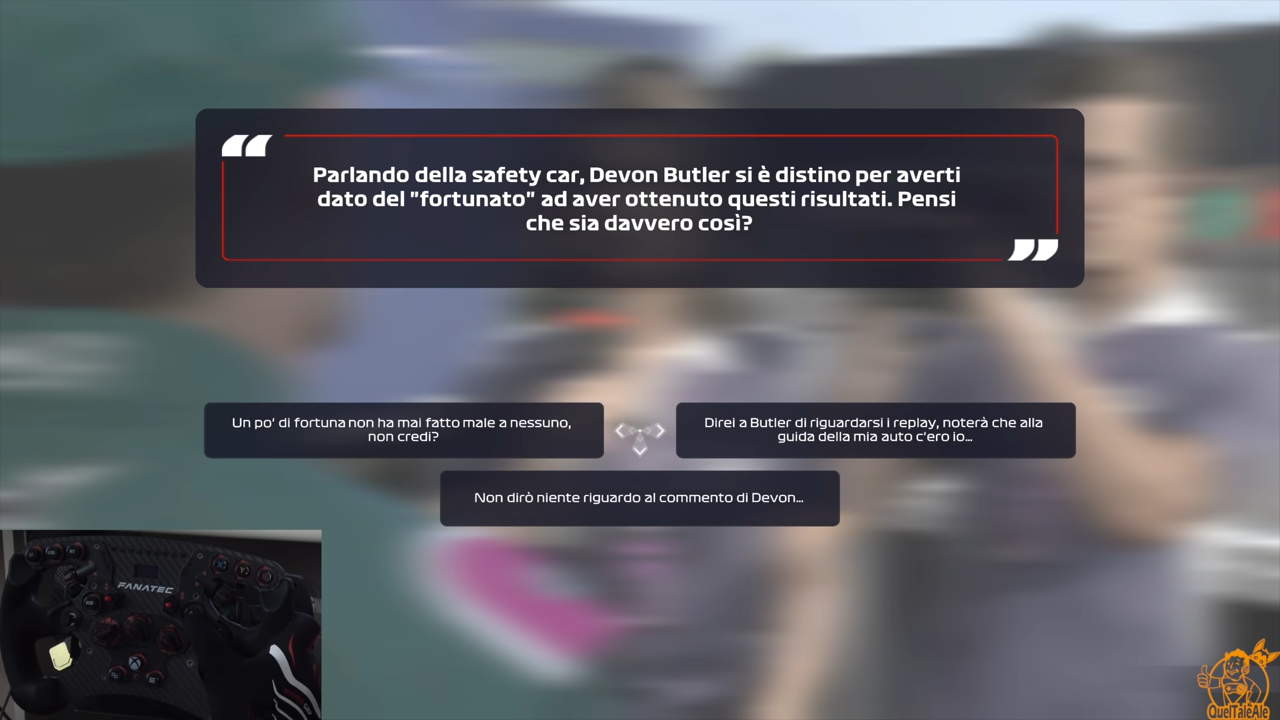 Parlando della safety car, Devon Butler si è distino per averti
dato del "fortunato" ad aver ottenuto questi risultati. Pensi
che sia davvero così?
Un po' di fortuna non ha mai fatto male a nessuno,
non credi?
Direi a Butler di riguardarsi i replay, noterà che alla
guida della mia auto c'ero io...
Non dirò niente riguardo al commento di Devon...
FANATEC
QuelTaleAle